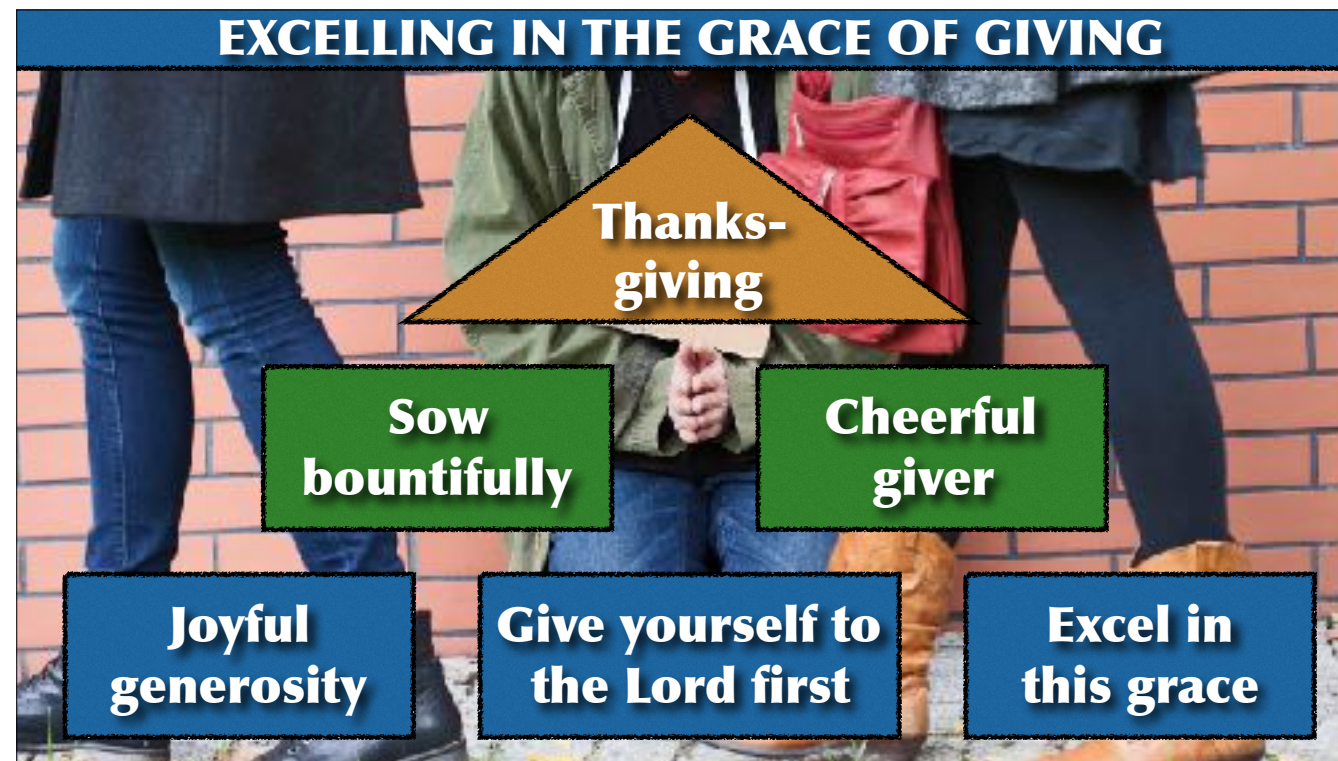 EXCELLING IN THE GRACE OF GIVING
Thanks-
giving
Sow
bountifully
Cheerful
giver
Joyful
generosity
Give yourself to
the Lord first
Excel in
this grace